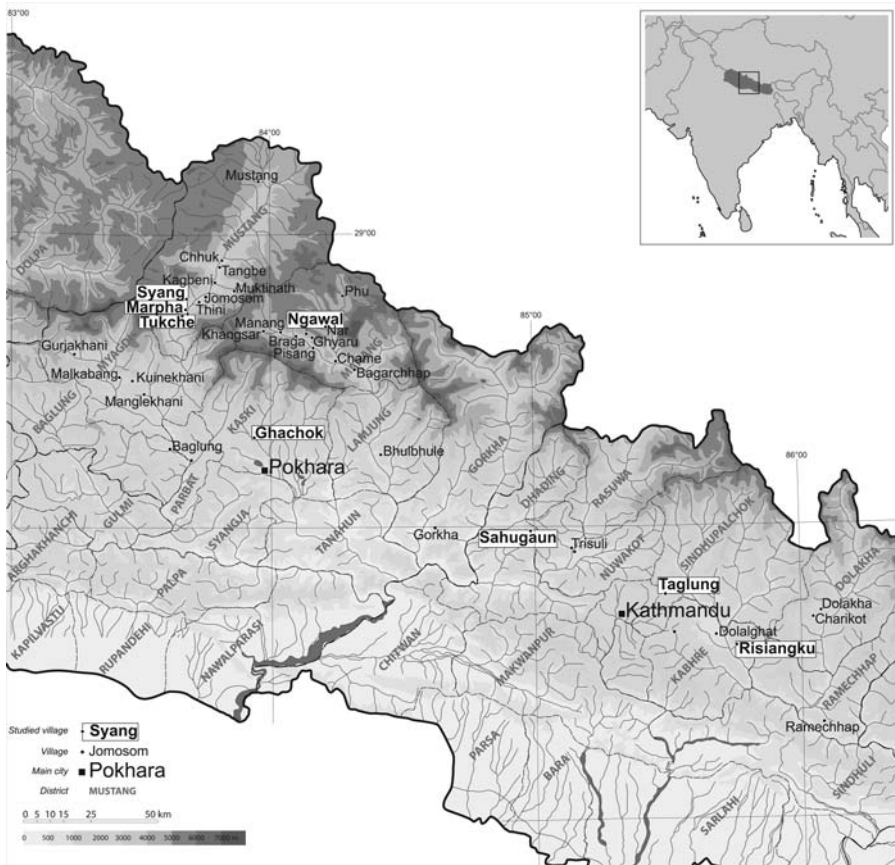 83°00
84°00
Mustang
29°00
MUSTANG
DOLPA
Chhuk
Tangbe
Kagbeni
Muktinath
Syang
Jomosom
Phu
Marpha
Thini
Tukche
Ngawal
85°00
Manang
Nar
Khangsar
Braga
Ghyaru
Gurjakhani
Pisang
Chame
Malkabang
Kuinekhani
Bagarchhap
Manglekhani
BAGLUNG
KASKI
LAMJUNG
Ghachok
Baglung
Bhulbhule
86°00
Pokhara
GORKHA
DHADING
RASUWA
PARBAT
GULMI
SYANGJA
TANAHUN
SINDHUPALCHOK
Gorkha
Sahugaun
Trisuli
NUWAKOT
DOLAKHA
ARGHAKHANCHI
PALPA
Taglung
Kathmandu
Dolakha
Charikot
KAPILVASTU
RUPANDEHI
NAWALPARASI
CHITWAN
MAKWANPUR
Dolalghat
Risiangku
KABHRE
RAMECHHAP
Ramechhap
PARSA
BARA
SARLAHI
SINDHULY
Studied village Syang
Village Jomosom
Main city Pokhara
District MUSTANG
0 5 10 15 25 50 km
0 500 1000 2000 3000 4000 5000